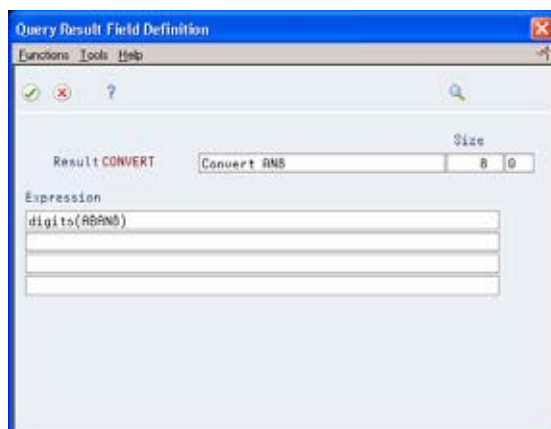 Query Result Field Definition
Functions Tools Help
?
Size
Result CONVERT Convert AN8 8 0
Expression
digits(ABAN8)